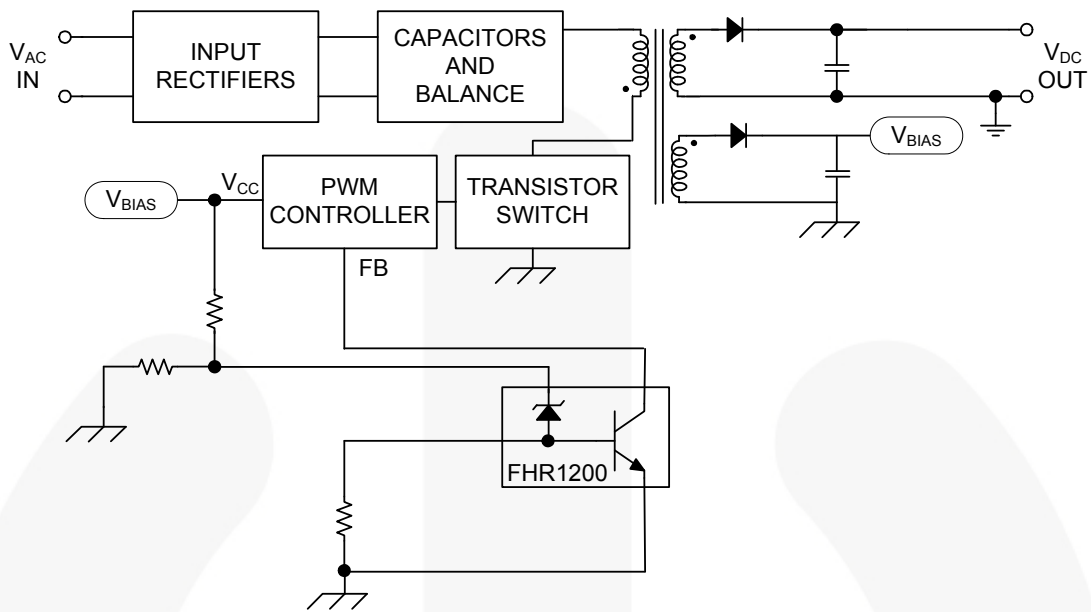 V_AC
IN
INPUT
RECTIFIERS
CAPACITORS
AND
BALANCE
V_DC
OUT
V_BIAS
V_BIAS
V_CC
PWM
CONTROLLER
TRANSISTOR
SWITCH
FB
FHR1200